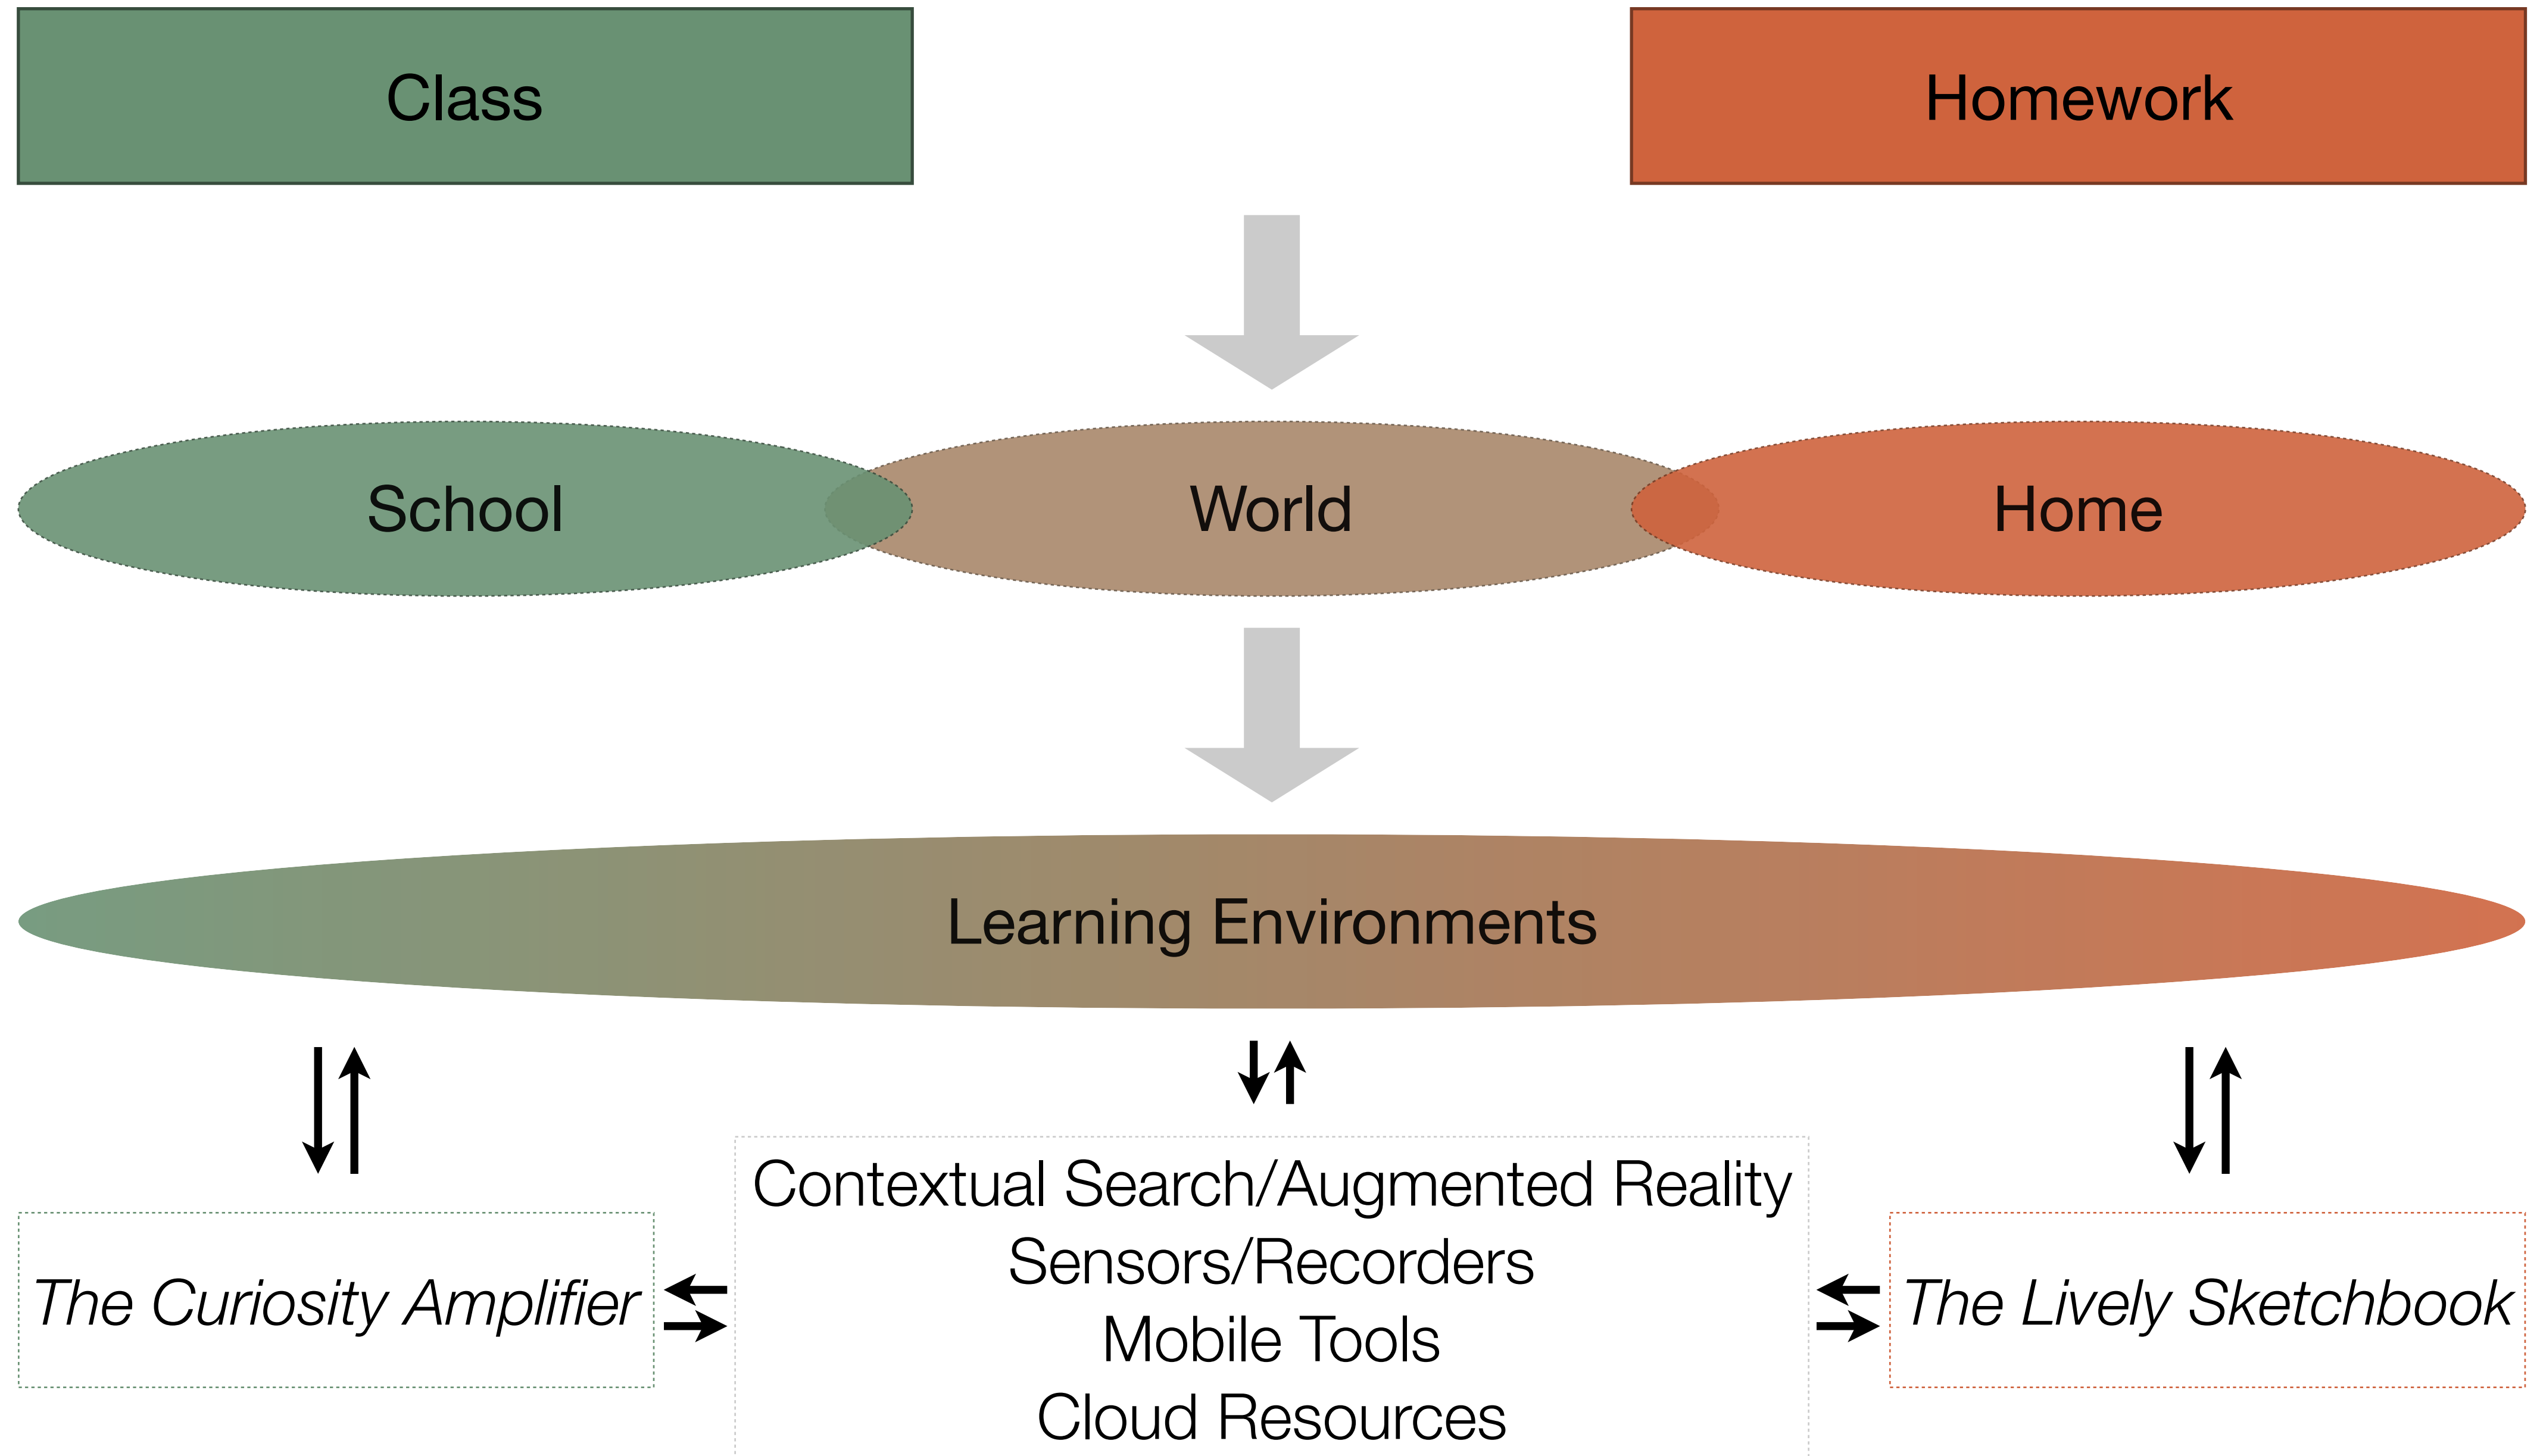 Class
Homework
School
World
Home
Learning Environments
Contextual Search/Augmented Reality
Sensors/Recorders
Mobile Tools
Cloud Resources
The Curiosity Amplifier
The Lively Sketchbook